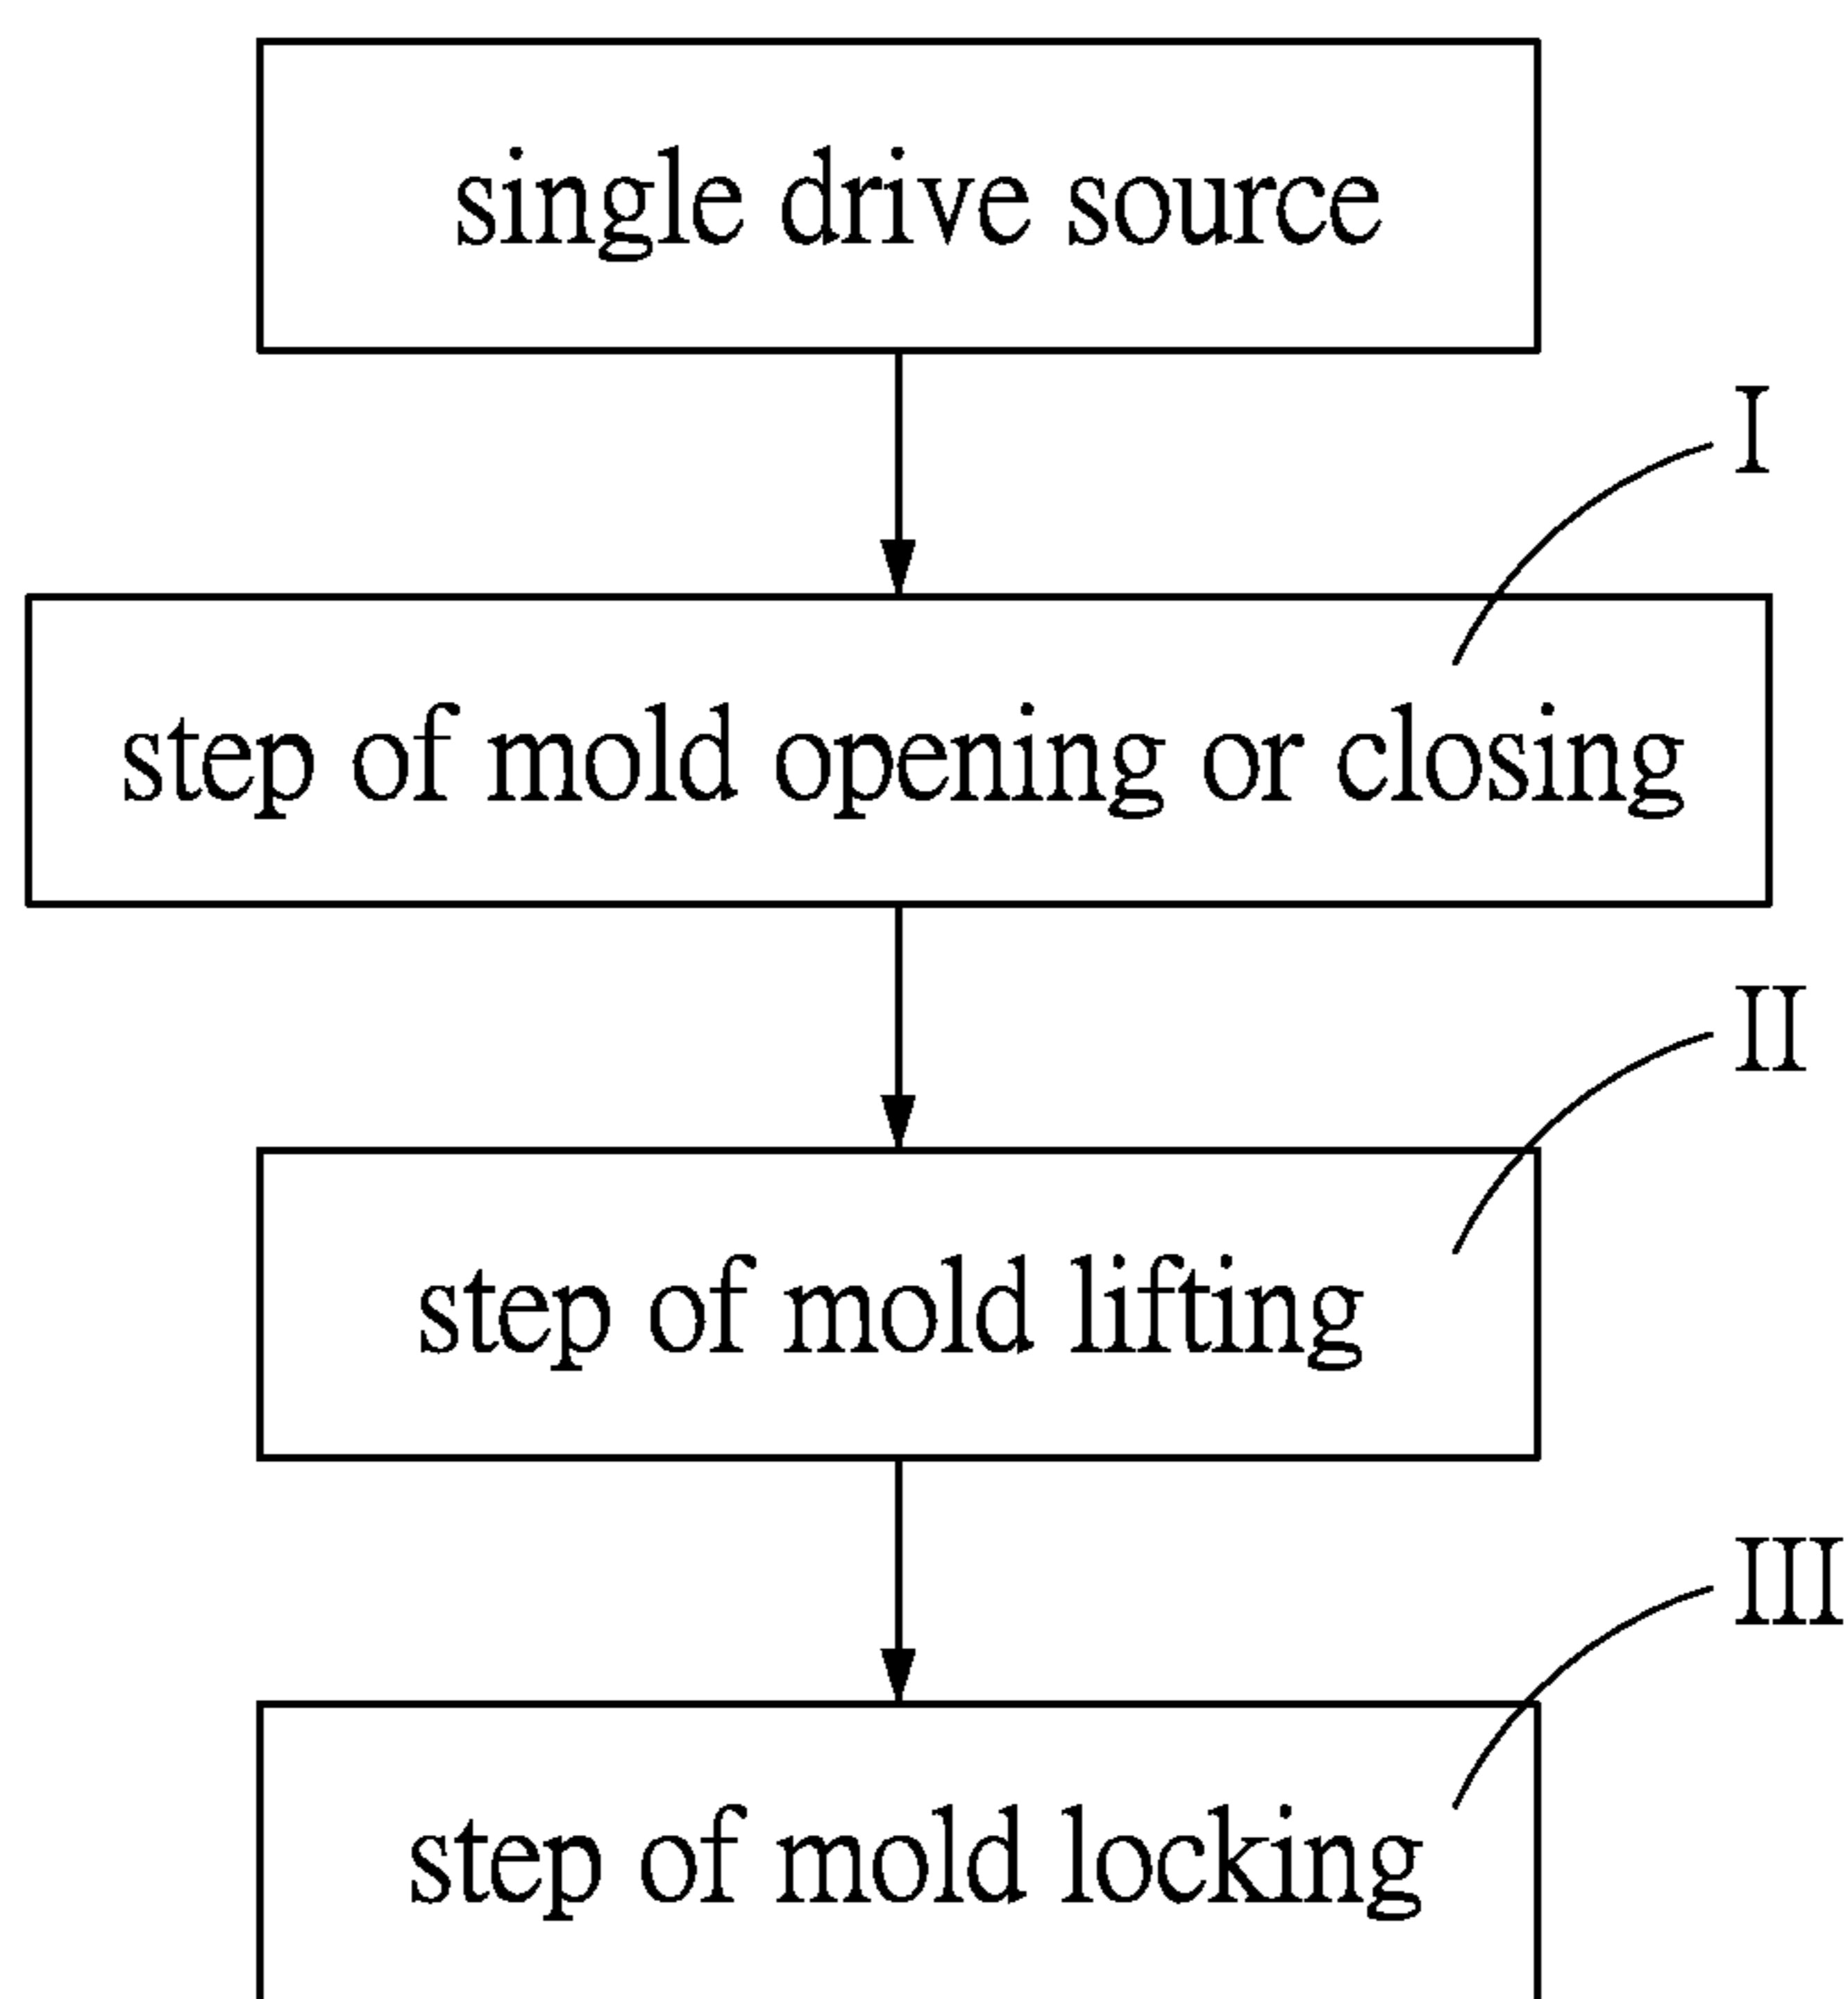 single drive source
I
step of mold opening or closing
II
step of mold lifting
III
step of mold locking